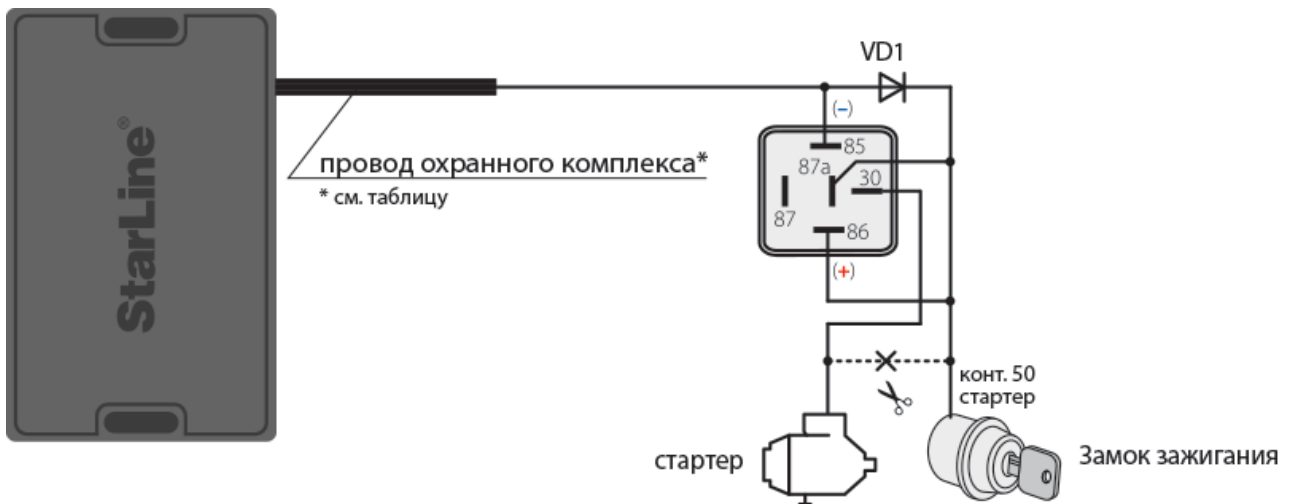 VD1
(–)
провод охранного комплекса*
* см. таблицу
85
87a
30
87
86
(+)
StarLine®
конт. 50
стартер
стартер
Замок зажигания